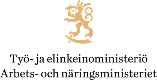 Työ- ja elinkeinoministeriö
Arbets- och näringsministeriet